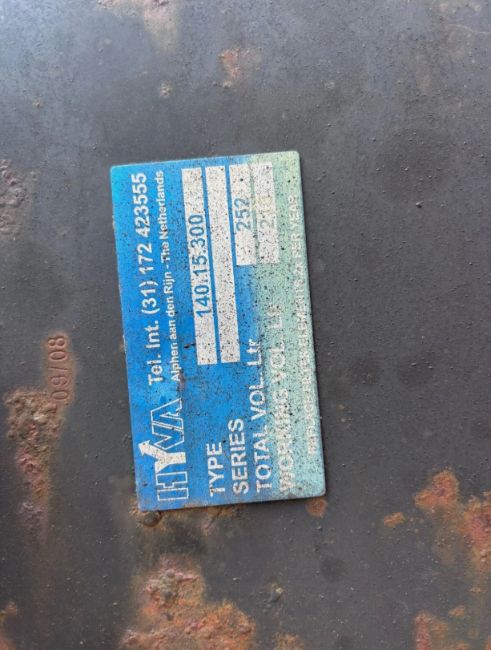 HYVA Tel. Int. (31) 172 423555
Alphen aan den Rijn - The Netherlands
TYPE 140.15.300
SERIES
TOTAL VOL. Ltr 252
WORKING VOL. Ltr
09/08